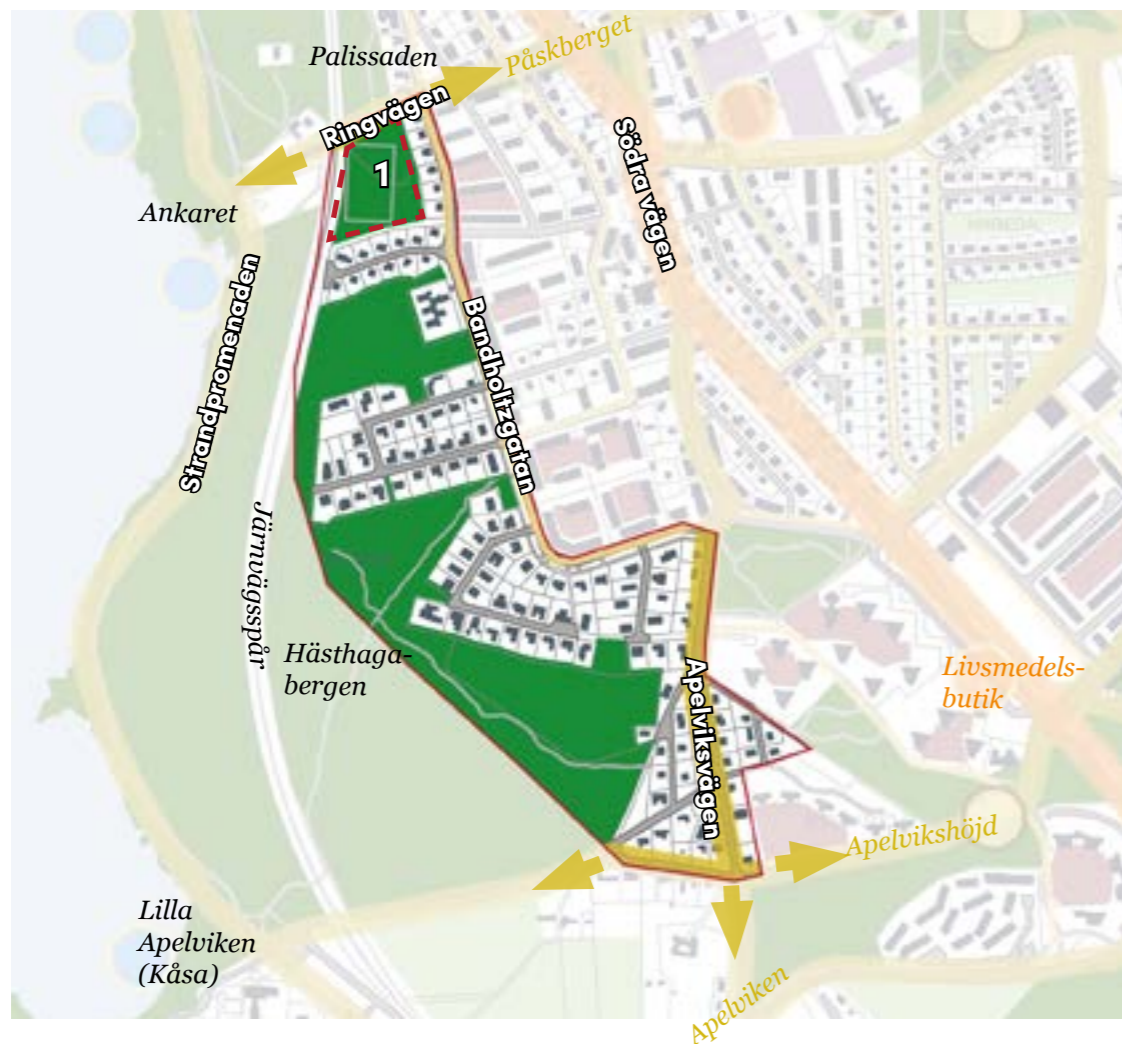 Palissaden
Påskberget
Ringvägen
1
Södra vägen
Ankaret
Strandpromenaden
Bandholtzgatan
Järnvägsspår
Hästhaga-
bergen
Livsmedels-
butik
Apelviksvägen
Apelvikshöjd
Lilla
Apelviken
(Kåsa)
Apelviken